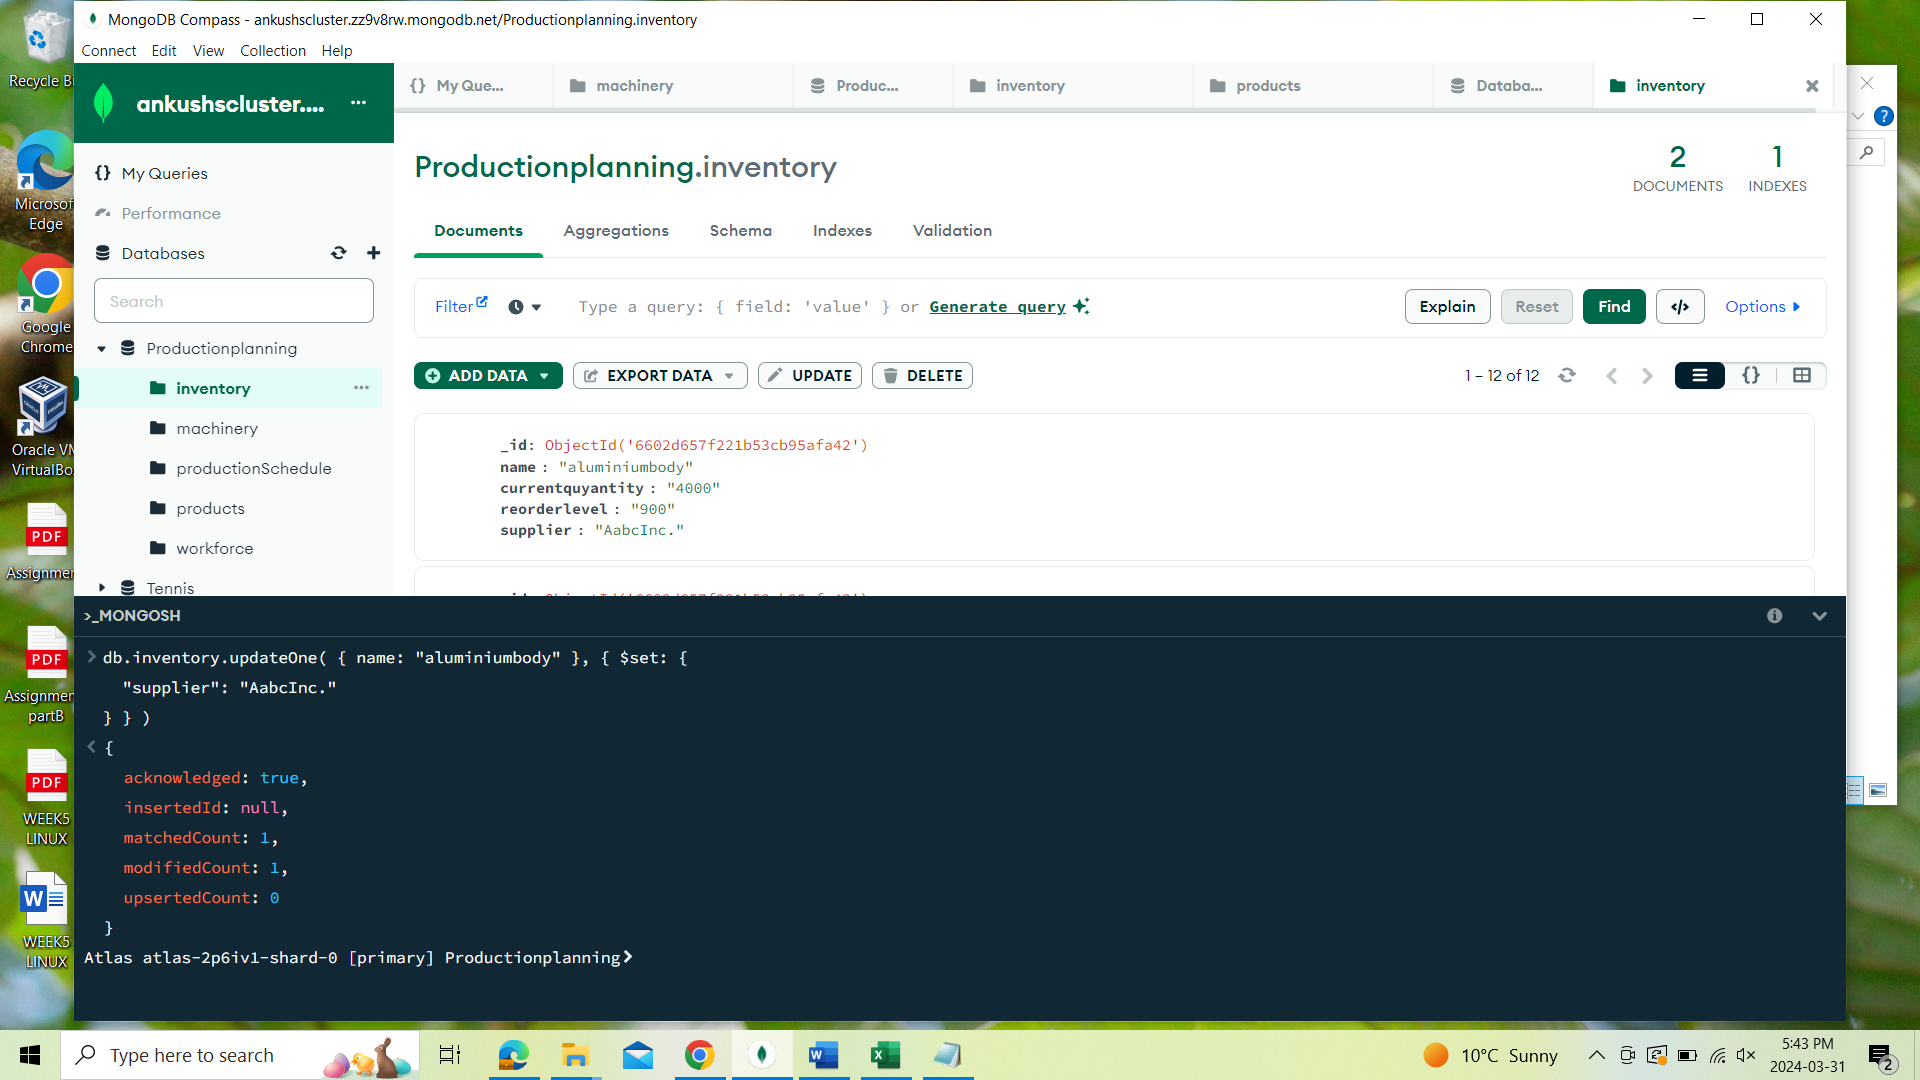 MongoDB Compass - ankushscluster.zz9v8rw.mongodb.net/Productionplanning.inventory
Connect Edit View Collection Help
ankushscluster....
My Que...
machinery
Produc...
inventory
products
Databa...
inventory
My Queries
Performance
Databases
Search
Productionplanning
inventory
machinery
productionSchedule
products
workforce
Tennis
Productionplanning.inventory
2
DOCUMENTS
1
INDEXES
Documents Aggregations Schema Indexes Validation
Filter
Type a query: { field: 'value' } or Generate query
Explain Reset Find </> Options
ADD DATA EXPORT DATA UPDATE DELETE
1 – 12 of 12
_id: ObjectId('6602d657f221b53cb95afa42')
name : "aluminiumbody"
currentquyantity : "4000"
reorderlevel : "900"
supplier : "AabcInc."
>_MONGOSH
> db.inventory.updateOne( { name: "aluminiumbody" }, { $set: {
"supplier": "AabcInc."
} } )
< {
acknowledged: true,
insertedId: null,
matchedCount: 1,
modifiedCount: 1,
upsertedCount: 0
}
Atlas atlas-2p6iv1-shard-0 [primary] Productionplanning>
Recycle Bi
Microsof
Edge
Google
Chrome
Oracle VM
VirtualBo
PDF
Assignmen
PDF
Assignmen
partB
PDF
WEEK5
LINUX
W
WEEK5
LINUX
Type here to search
10°C Sunny
5:43 PM
2024-03-31
2